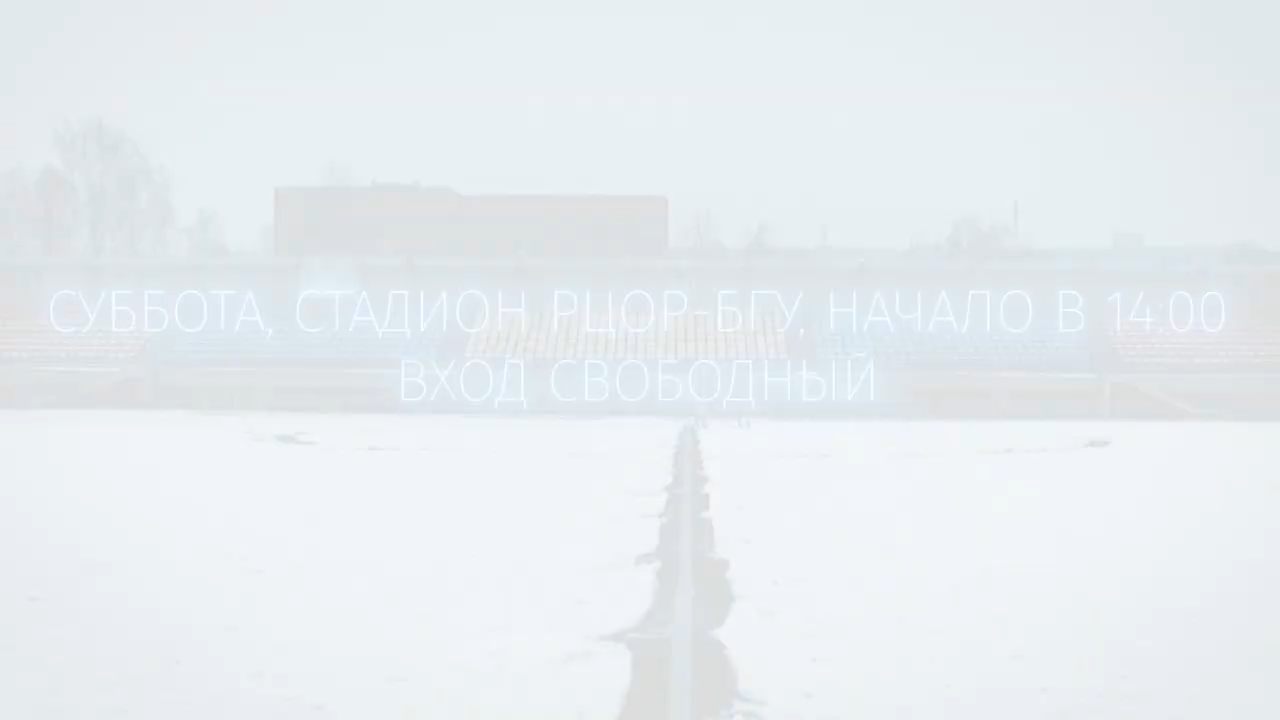 СУББОТА, СТАДИОН РЦОР-БГУ, НАЧАЛО В 14:00
ВХОД СВОБОДНЫЙ